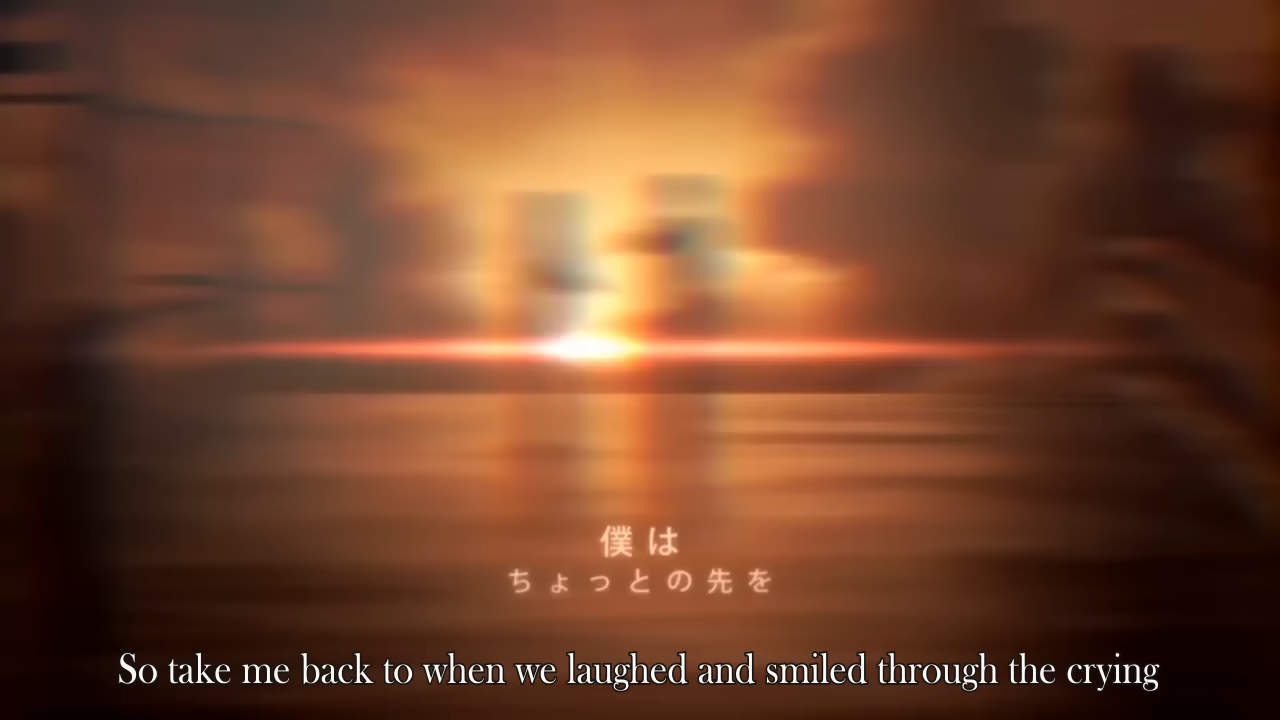 僕は
ちょっとの先を
So take me back to when we laughed and smiled through the crying